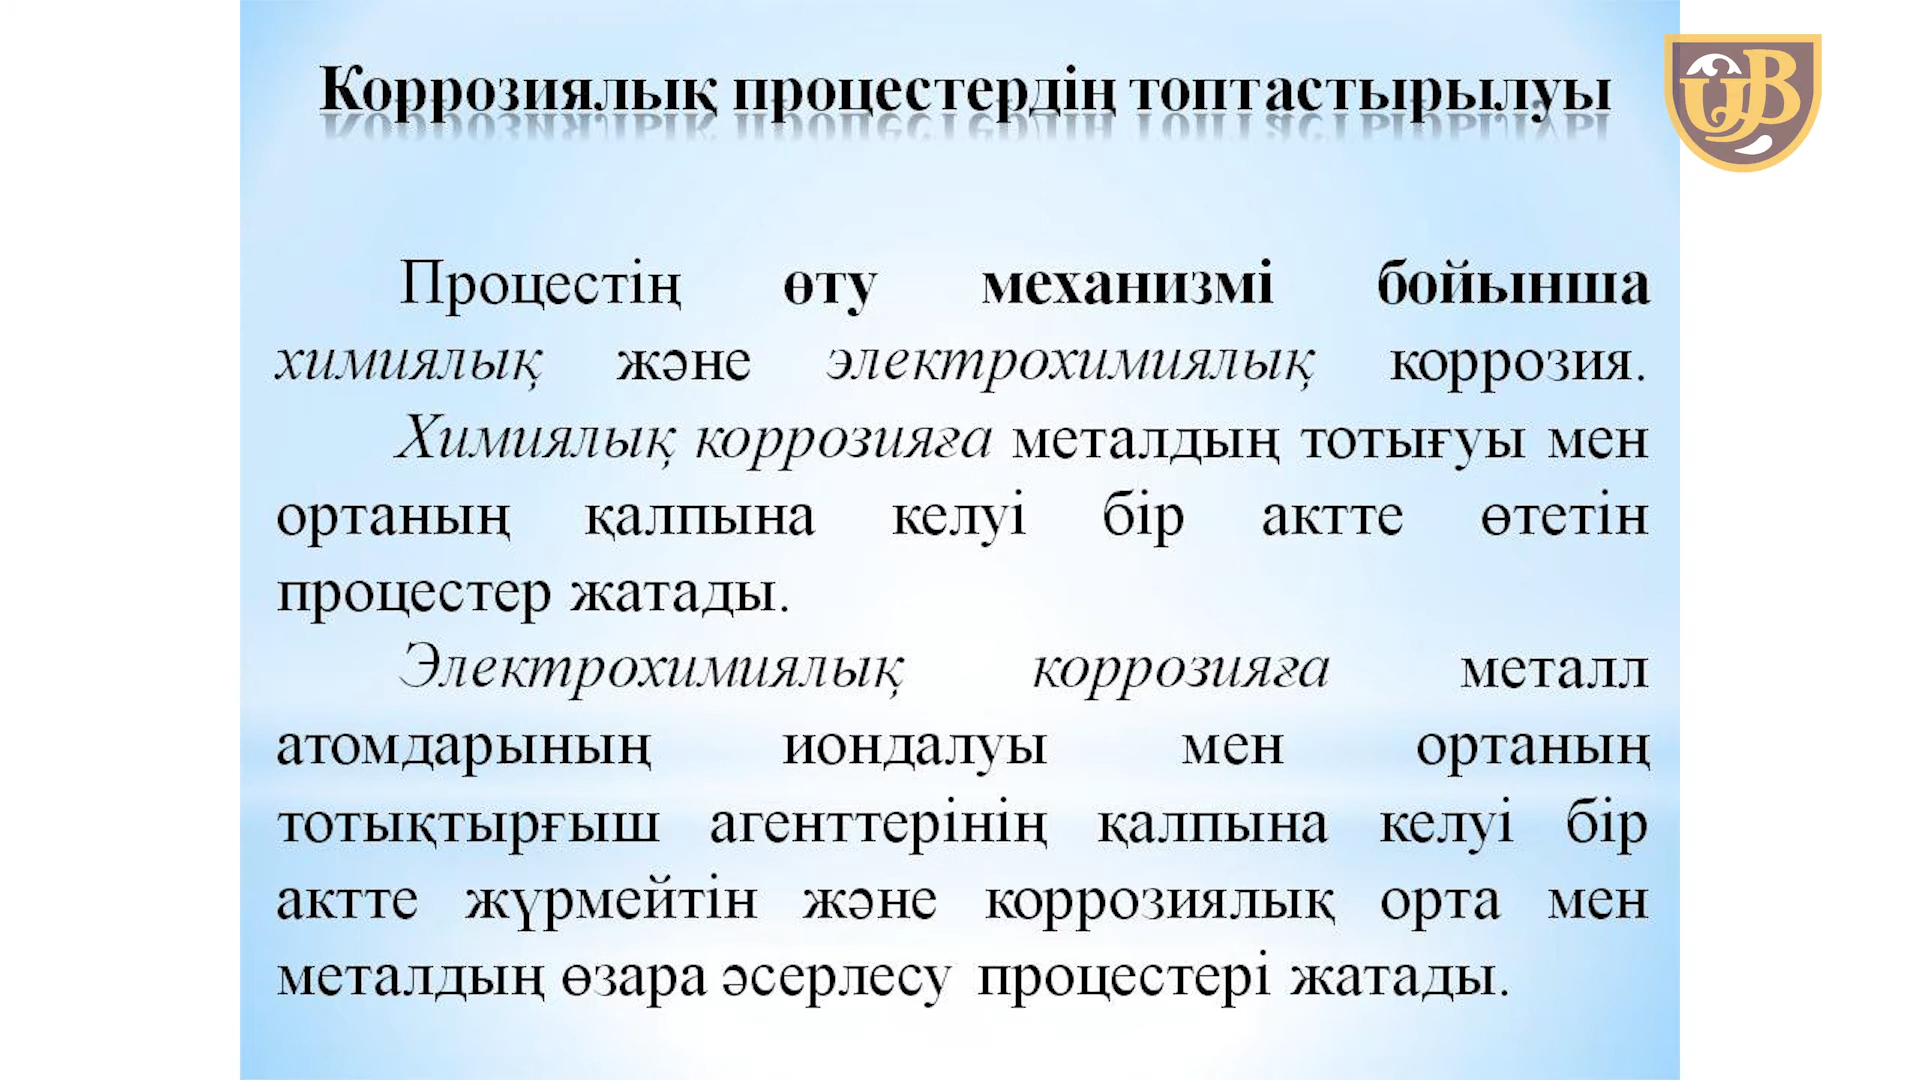 Коррозиялық процестердің топтастырылуы
Процестің өту механизмі бойынша
химиялық және электрохимиялық коррозия.
Химиялық коррозияға металдың тотығуы мен
ортаның қалпына келуі бір актте өтетін
процестер жатады.
Электрохимиялық коррозияға металл
атомдарының иондалуы мен ортаның
тотықтырғыш агенттерінің қалпына келуі бір
актте жүрмейтін және коррозиялық орта мен
металдың өзара әсерлесу процестері жатады.